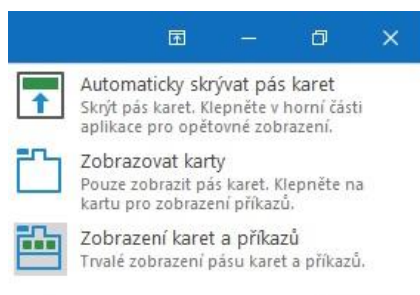 Automaticky skrývat pás karet
Skrýt pás karet. Klepněte v horní části
aplikace pro opětovné zobrazení.
Zobrazovat karty
Pouze zobrazit pás karet. Klepněte na
kartu pro zobrazení příkazů.
Zobrazení karet a příkazů
Trvalé zobrazení pásu karet a příkazů.